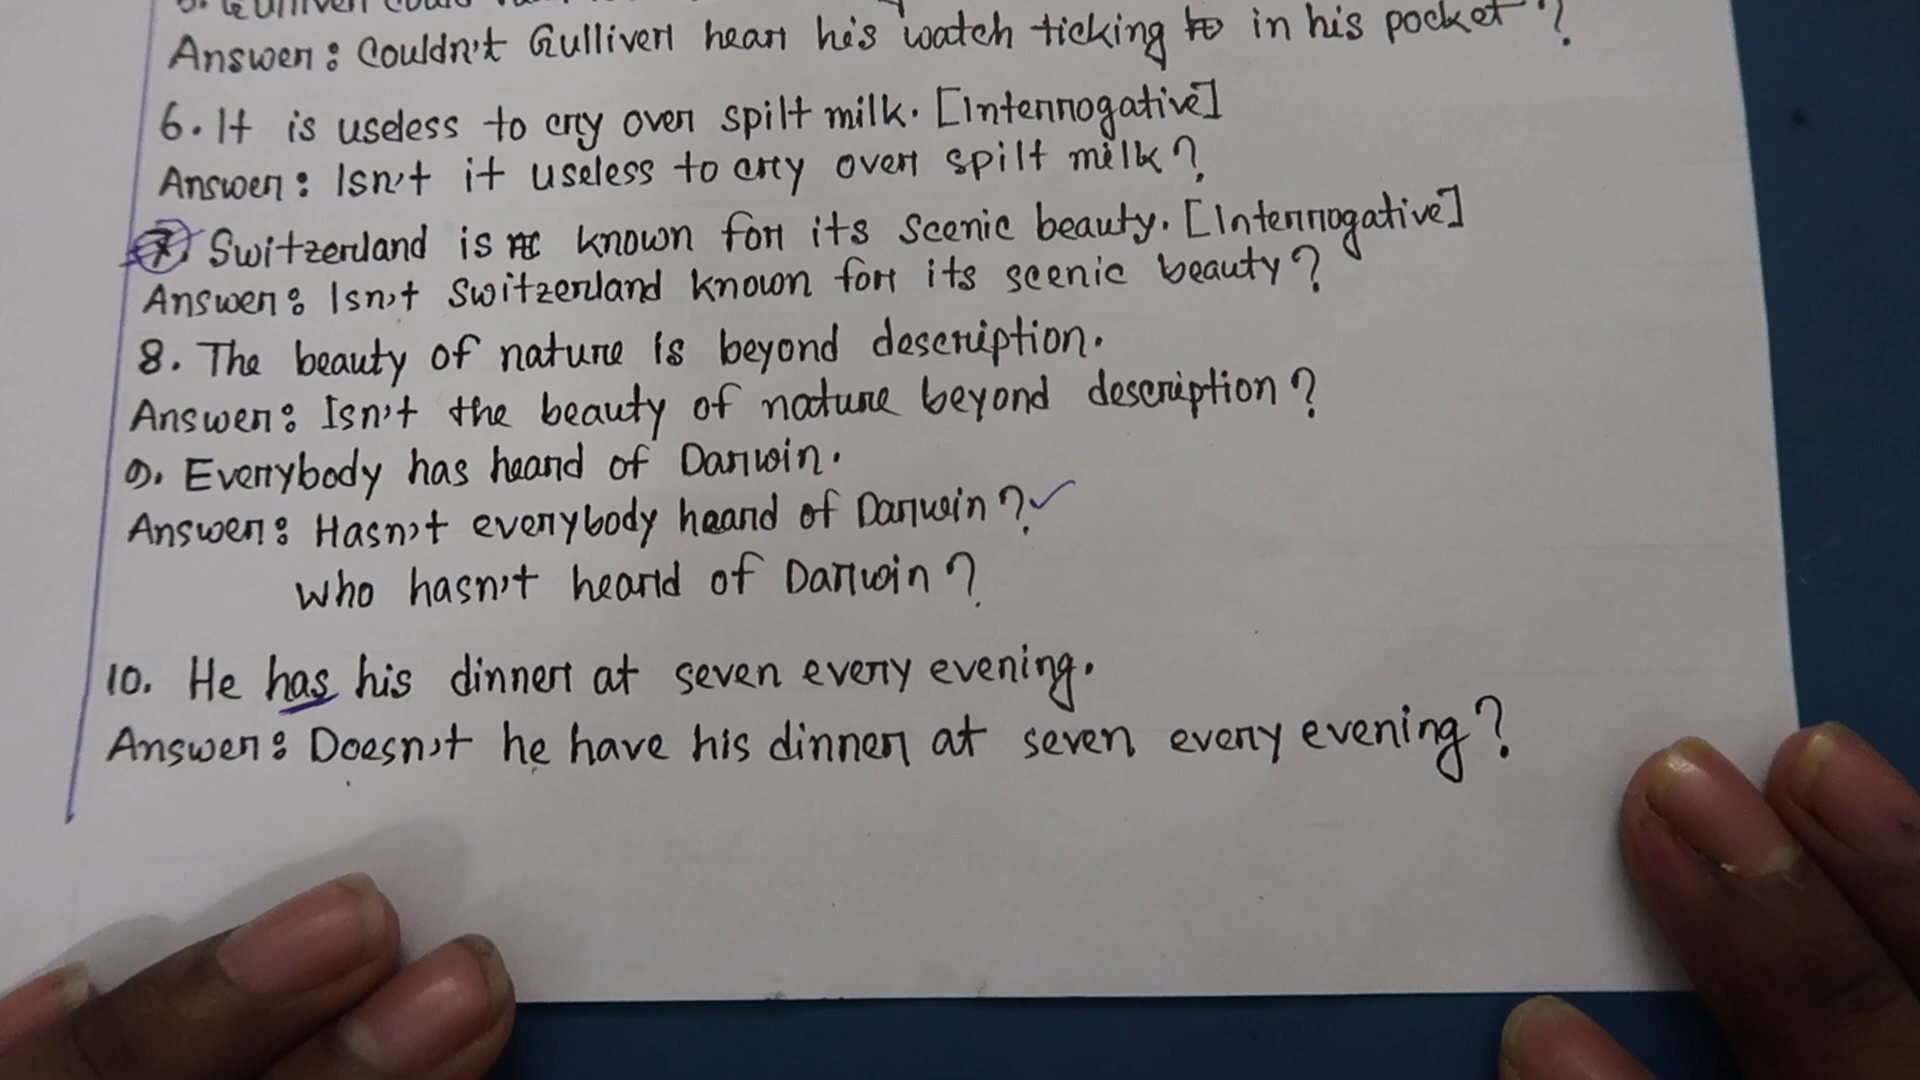 5. Gulliver could
Answer: Couldn't Gulliver hear his watch ticking in his pocket?
6. It is useless to cry over spilt milk. [Interrogative]
Answer: Isn't it useless to cry over spilt milk?
7. Switzerland is known for its scenic beauty. [Interrogative]
Answer: Isn't Switzerland known for its scenic beauty?
8. The beauty of nature is beyond description.
Answer: Isn't the beauty of nature beyond description?
9. Everybody has heard of Darwin.
Answer: Hasn't everybody heard of Darwin?
who hasn't heard of Darwin?
10. He has his dinner at seven every evening.
Answer: Doesn't he have his dinner at seven every evening?